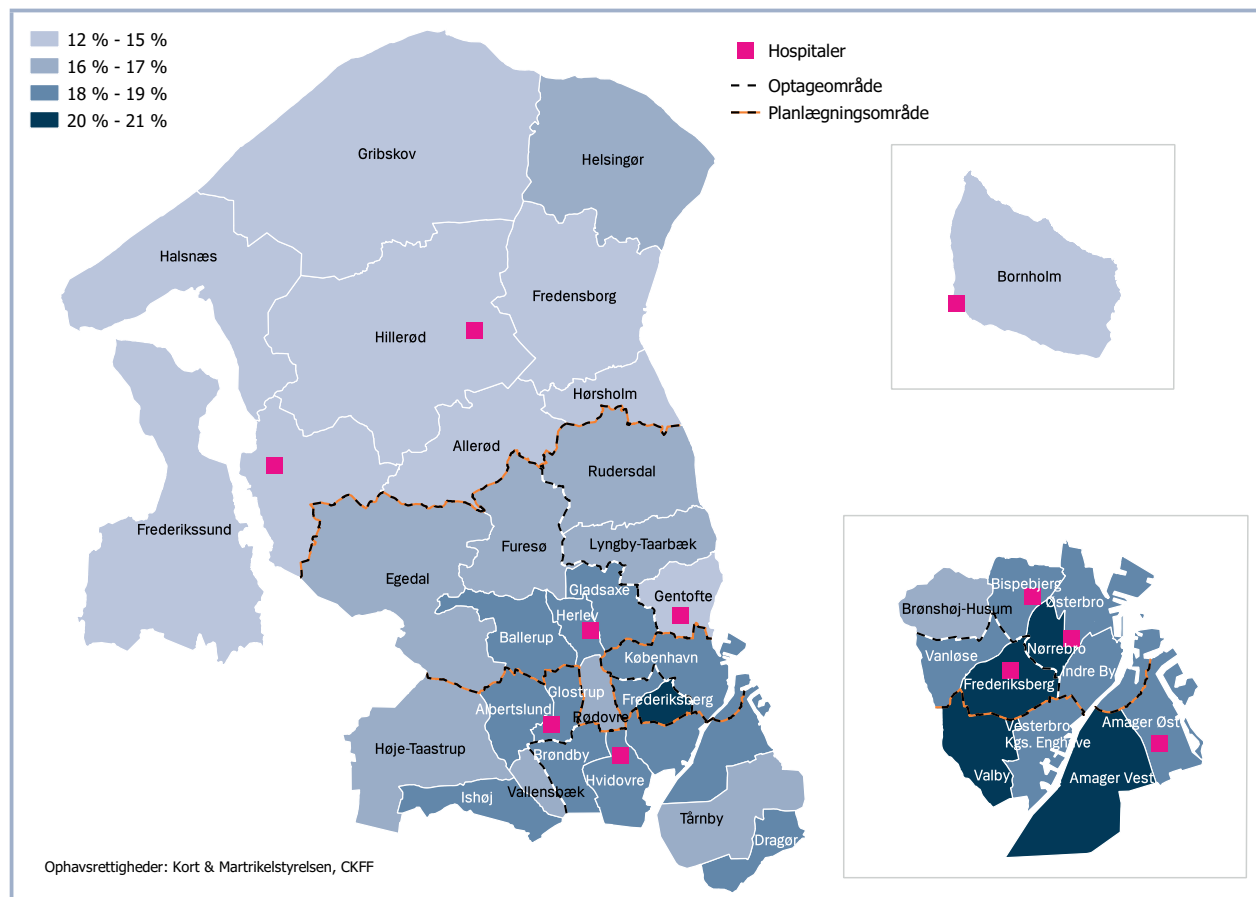 12 % - 15 %
16 % - 17 %
18 % - 19 %
20 % - 21 %
Hospitaler
Optageområde
Planlægningsområde
Gribskov
Helsingør
Halsnæs
Fredensborg
Hillerød
Hørsholm
Allerød
Rudersdal
Frederikssund
Furesø
Lyngby-Taarbæk
Egedal
Gladsaxe
Gentofte
Herlev
Ballerup
København
Glostrup
Frederiksberg
Albertslund
Rødovre
Høje-Taastrup
Brøndby
Hvidovre
Vallensbæk
Ishøj
Tårnby
Dragør
Bornholm
Bispebjerg
Brønshøj-Husum
Østerbro
Nørrebro
Vanløse
Indre By
Frederiksberg
Vesterbro
Kgs. Enghave
Amager Øst
Valby
Amager Vest
Ophavsrettigheder: Kort & Martrikelstyrelsen, CKFF